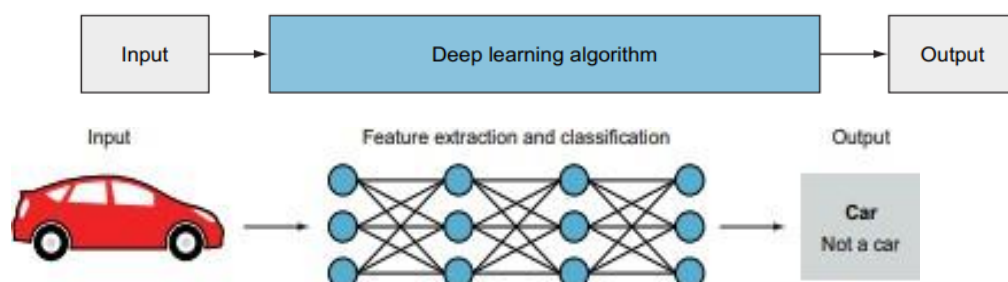 Input
Deep learning algorithm
Output
Input
Feature extraction and classification
Output
Car
Not a car